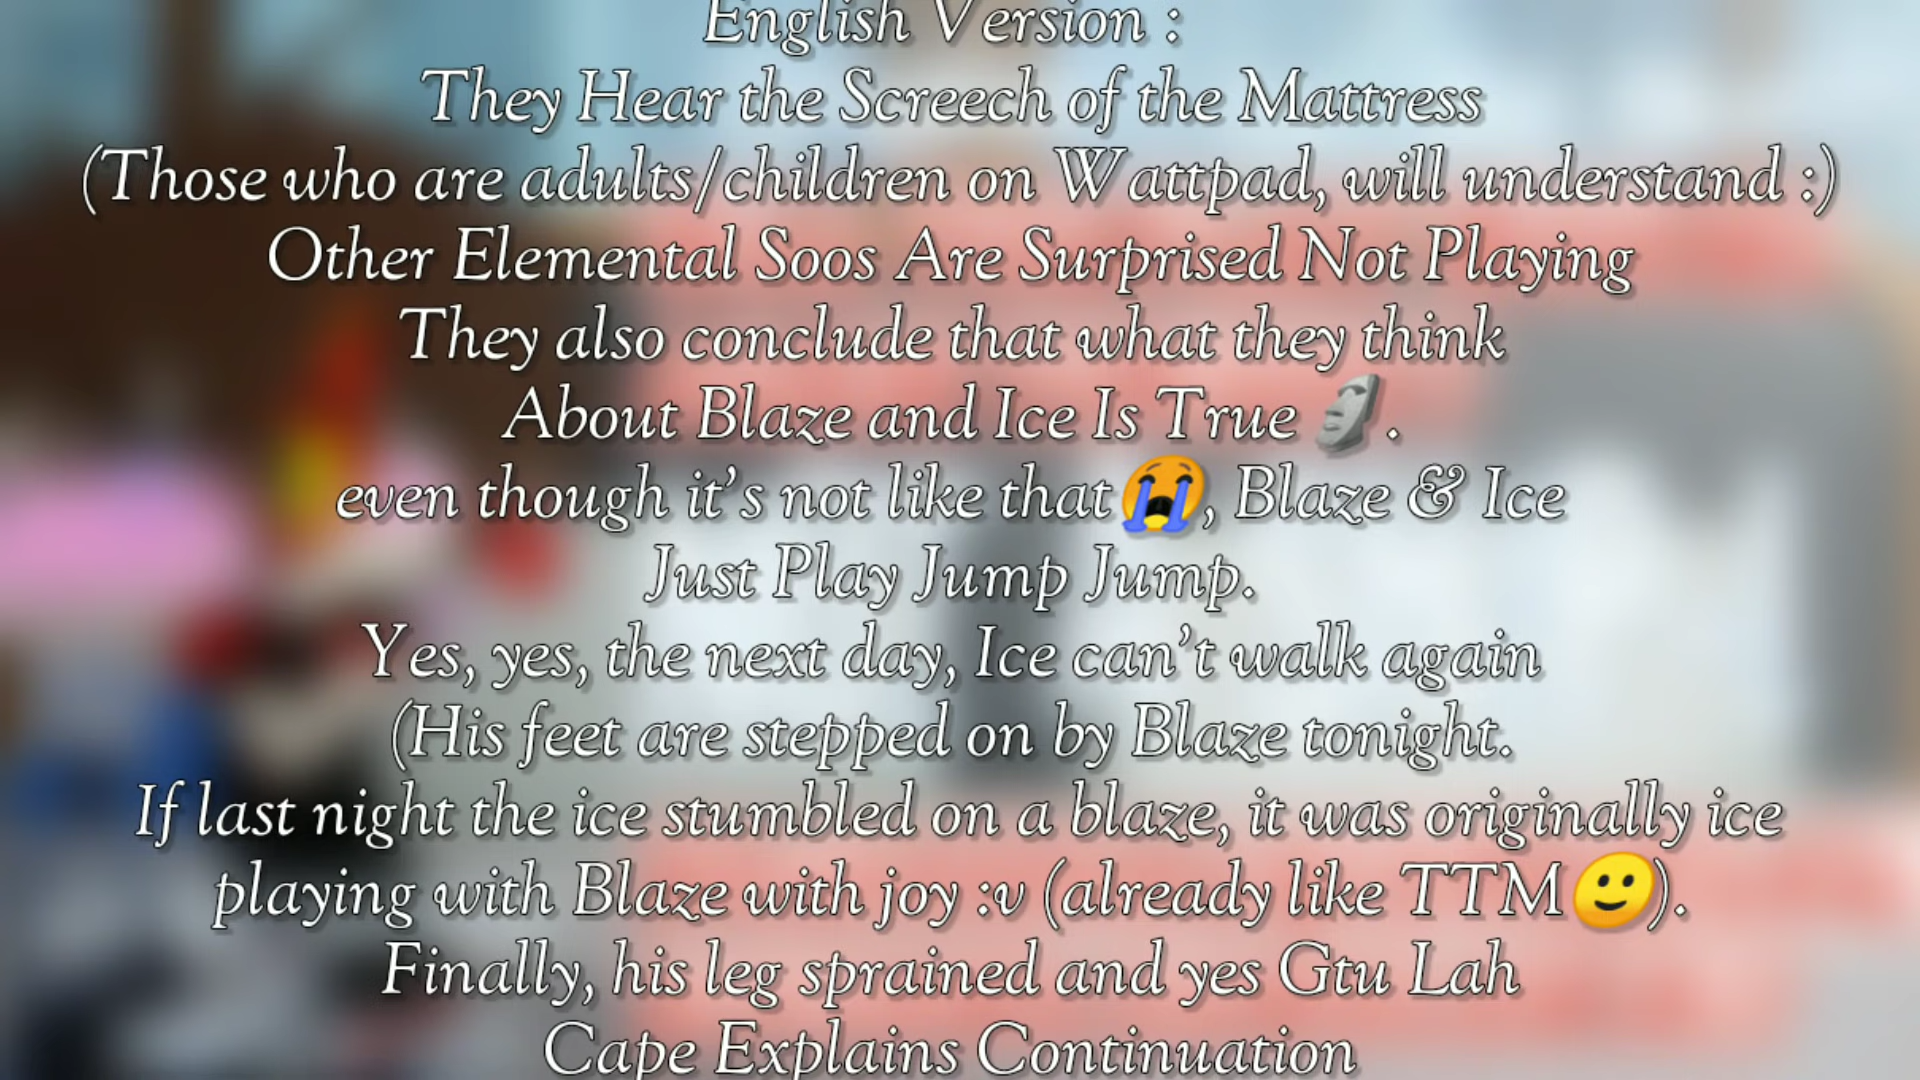 English Version :
They Hear the Screech of the Mattress
(Those who are adults/children on Wattpad, will understand :)
Other Elemental Soos Are Surprised Not Playing
They also conclude that what they think
About Blaze and Ice Is True 🗿.
even though it's not like that😭, Blaze & Ice
Just Play Jump Jump.
Yes, yes, the next day, Ice can't walk again
(His feet are stepped on by Blaze tonight.
If last night the ice stumbled on a blaze, it was originally ice
playing with Blaze with joy :v (already like TTM🙂).
Finally, his leg sprained and yes Gtu Lah
Cape Explains Continuation